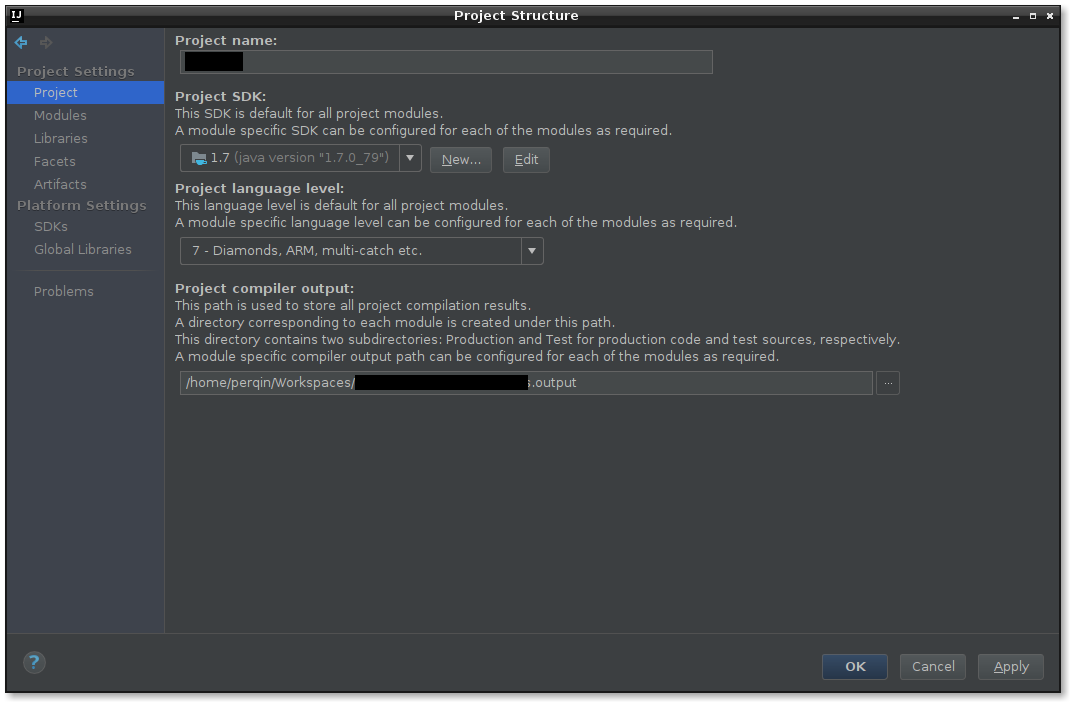 IJ
Project Structure
Project Settings
Project
Modules
Libraries
Facets
Artifacts
Platform Settings
SDKs
Global Libraries
Problems
Project name:
Project SDK:
This SDK is default for all project modules.
A module specific SDK can be configured for each of the modules as required.
1.7 (java version "1.7.0_79")
New...
Edit
Project language level:
This language level is default for all project modules.
A module specific language level can be configured for each of the modules as required.
7 - Diamonds, ARM, multi-catch etc.
Project compiler output:
This path is used to store all project compilation results.
A directory corresponding to each module is created under this path.
This directory contains two subdirectories: Production and Test for production code and test sources, respectively.
A module specific compiler output path can be configured for each of the modules as required.
/home/perqin/Workspaces/ s.output
...
?
OK
Cancel
Apply